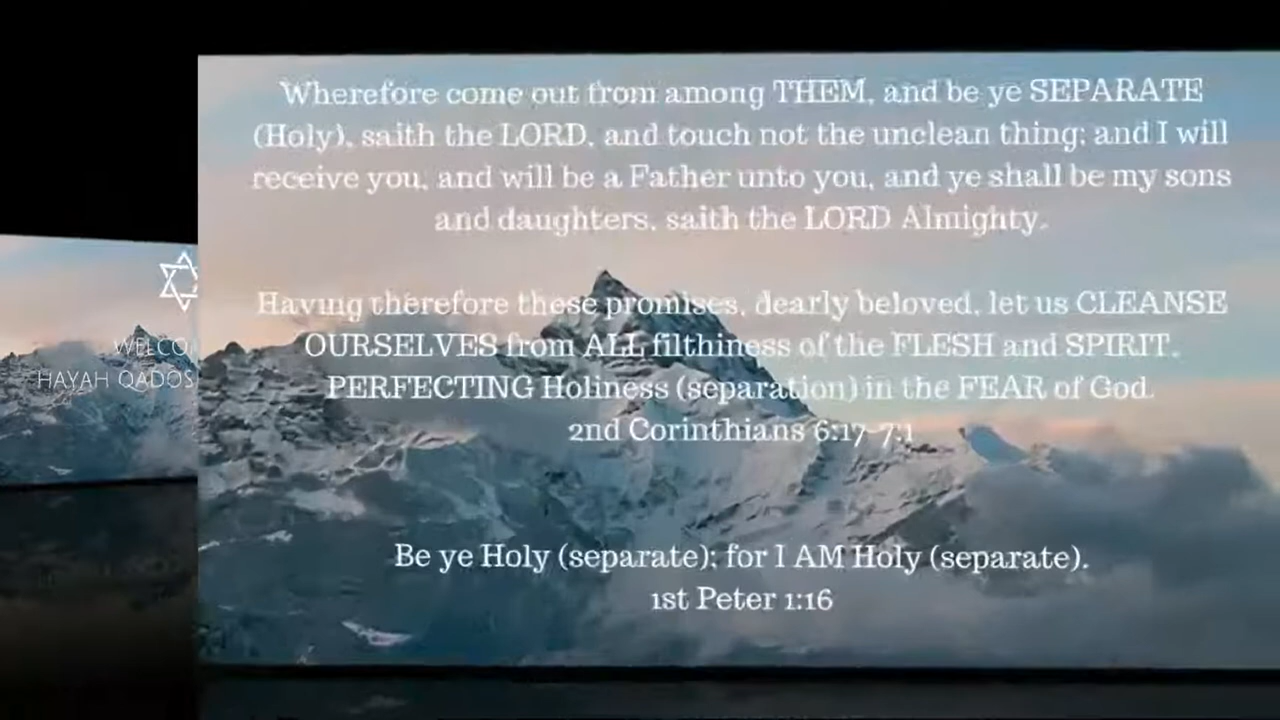 Wherefore come out from among THEM, and be ye SEPARATE
(Holy), saith the LORD, and touch not the unclean thing; and I will
receive you, and will be a Father unto you, and ye shall be my sons
and daughters, saith the LORD Almighty.
Having therefore these promises, dearly beloved, let us CLEANSE
OURSELVES from ALL filthiness of the FLESH and SPIRIT,
PERFECTING Holiness (separation) in the FEAR of God.
2nd Corinthians 6:17-7:1
Be ye Holy (separate); for I AM Holy (separate).
1st Peter 1:16
WELCO
HAYAH QADOS